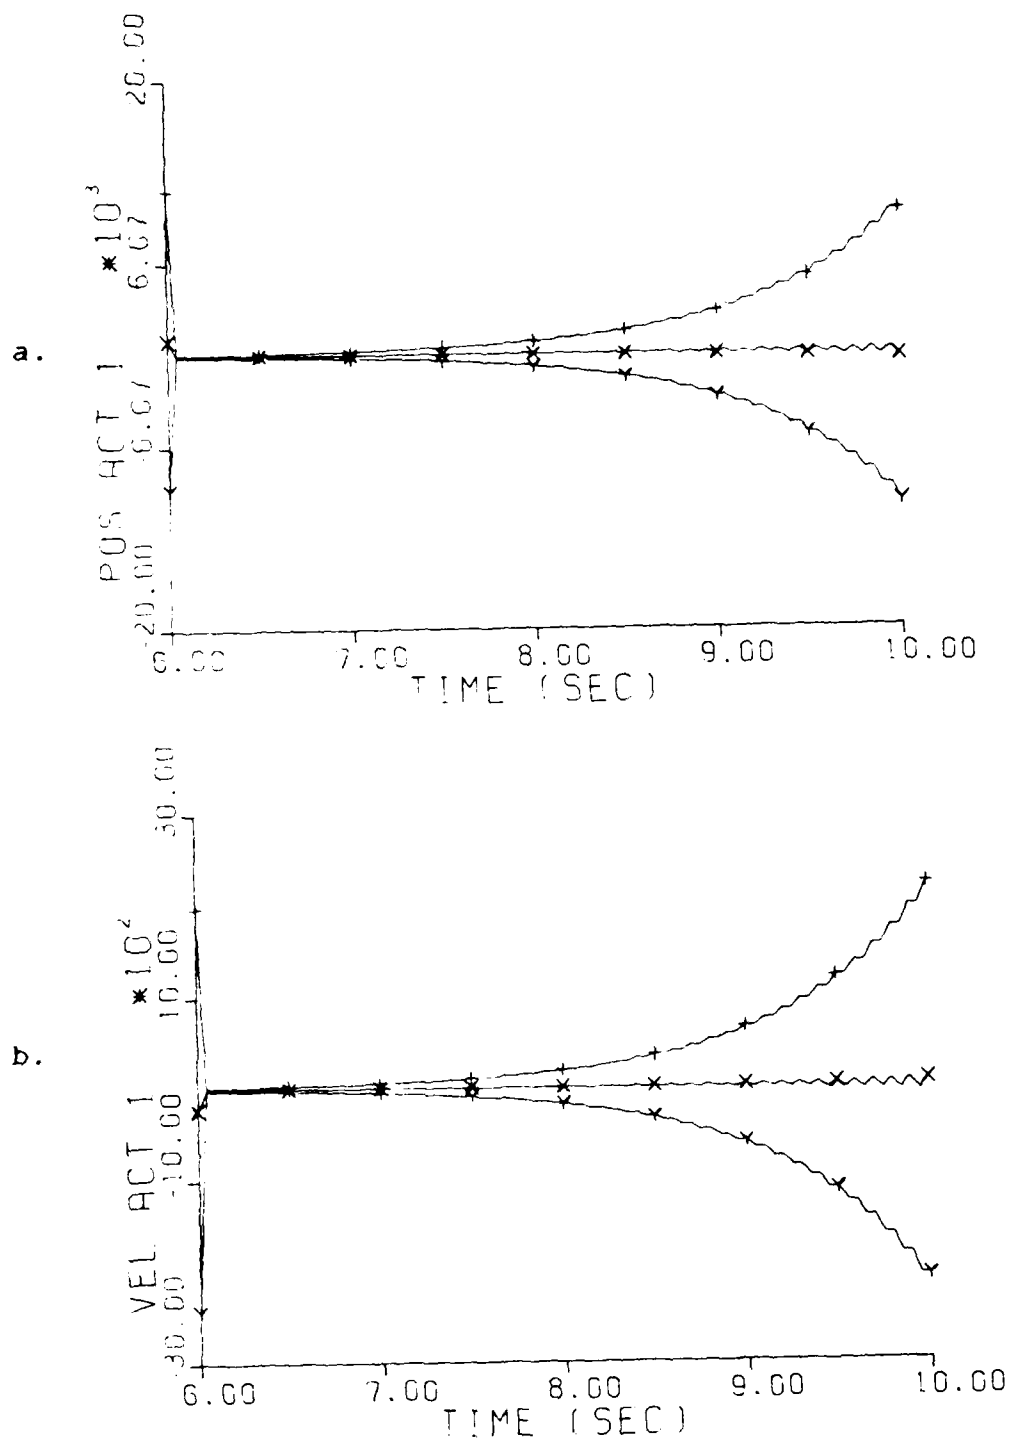 a.
POS ACT 1 *10³
20.00
6.67
-6.67
-20.00
6.00 7.00 8.00 9.00 10.00
TIME (SEC)
b.
VEL ACT 1 *10²
30.00
10.00
-10.00
-30.00
6.00 7.00 8.00 9.00 10.00
TIME (SEC)